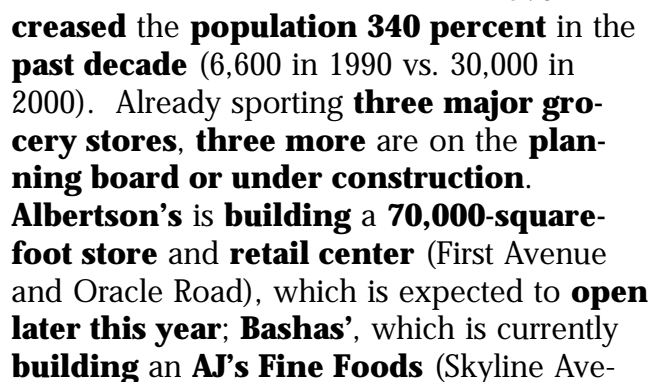 creased the population 340 percent in the
past decade (6,600 in 1990 vs. 30,000 in
2000).  Already sporting three major gro-
cery stores, three more are on the plan-
ning board or under construction.
Albertson's is building a 70,000-square-
foot store and retail center (First Avenue
and Oracle Road), which is expected to open
later this year; Bashas', which is currently
building an AJ's Fine Foods (Skyline Ave-